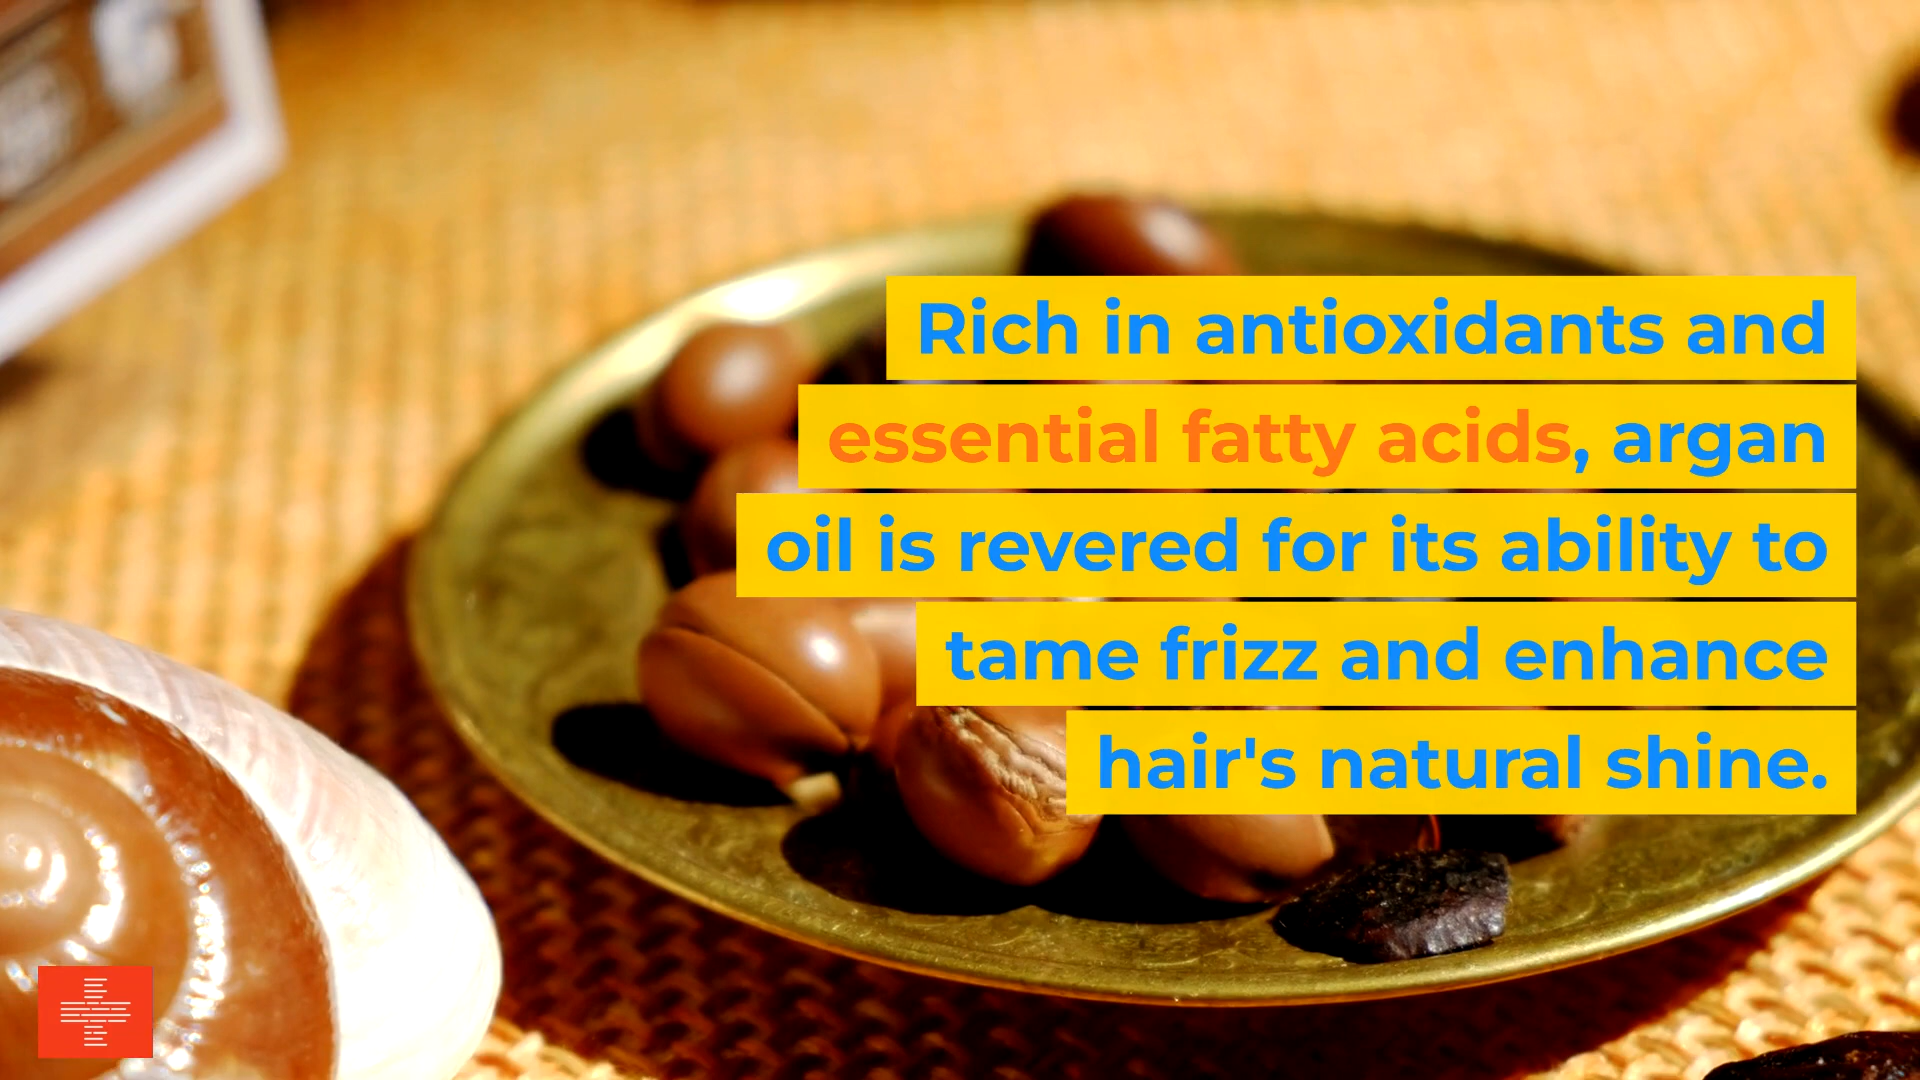 Rich in antioxidants and
essential fatty acids, argan
oil is revered for its ability to
tame frizz and enhance
hair's natural shine.